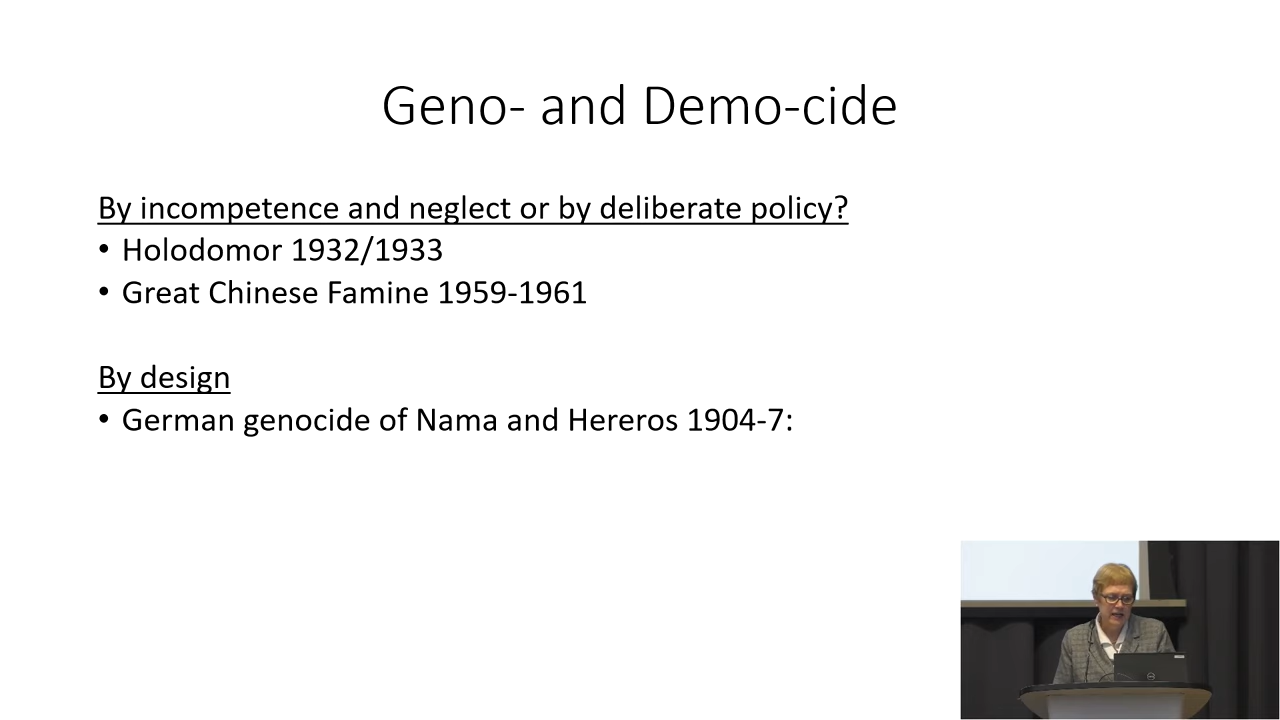 Geno- and Demo-cide
By incompetence and neglect or by deliberate policy?
• Holodomor 1932/1933
• Great Chinese Famine 1959-1961
By design
• German genocide of Nama and Hereros 1904-7: